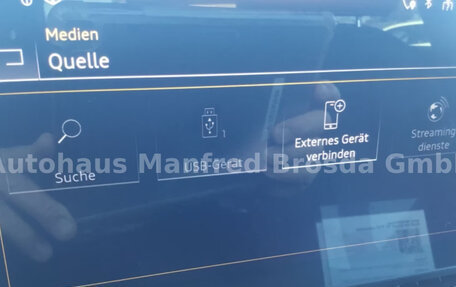 Medien
Quelle
1
Externes Gerät
verbinden
Streaming
dienste
Suche
USB-Gerät
Autohaus Manfred Brosda GmbH